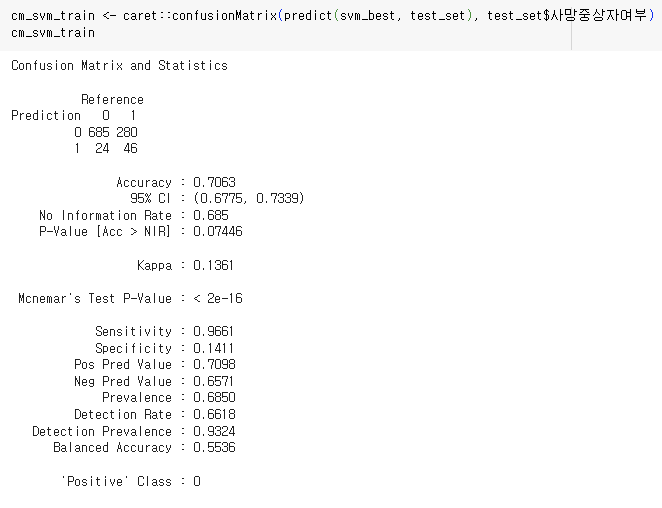 cm_svm_train <- caret::confusionMatrix(predict(svm_best, test_set), test_set$사망중상자여부)
cm_svm_train
Confusion Matrix and Statistics
Reference
Prediction 0 1
0 685 280
1 24 46
Accuracy : 0.7063
95% CI : (0.6775, 0.7339)
No Information Rate : 0.685
P-Value [Acc > NIR] : 0.07446
Kappa : 0.1361
Mcnemar's Test P-Value : < 2e-16
Sensitivity : 0.9661
Specificity : 0.1411
Pos Pred Value : 0.7098
Neg Pred Value : 0.6571
Prevalence : 0.6850
Detection Rate : 0.6618
Detection Prevalence : 0.9324
Balanced Accuracy : 0.5536
'Positive' Class : 0